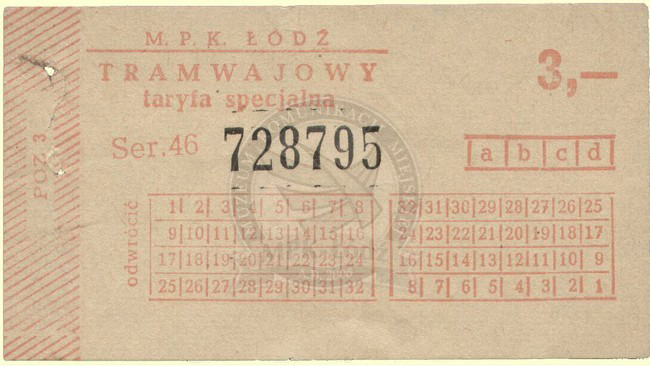 M. P. K. ŁÓDŹ
TRAMWAJOWY
taryfa specjalna
3,—
Ser. 46 728795
a|b|c|d
POZ 3
odwrócić
1|2|3|4|5|6|7|8
9|10|11|12|13|14|15|16
17|18|19|20|21|22|23|24
25|26|27|28|29|30|31|32
32|31|30|29|28|27|26|25
24|23|22|21|20|19|18|17
16|15|14|13|12|11|10|9
8|7|6|5|4|3|2|1